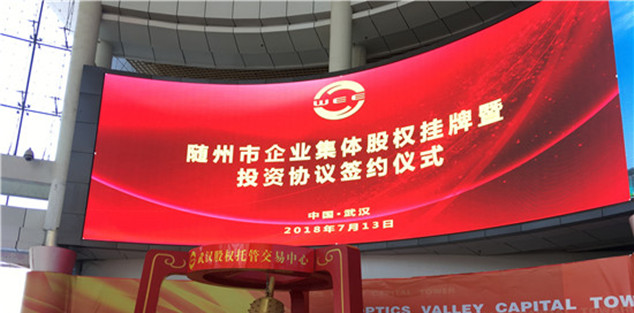 WEE
随州市企业集体股权挂牌暨
投资协议签约仪式
中国·武汉
2018年7月13日
武汉股权托管交易中心
PTICS VALLEY CAPITAL TOW